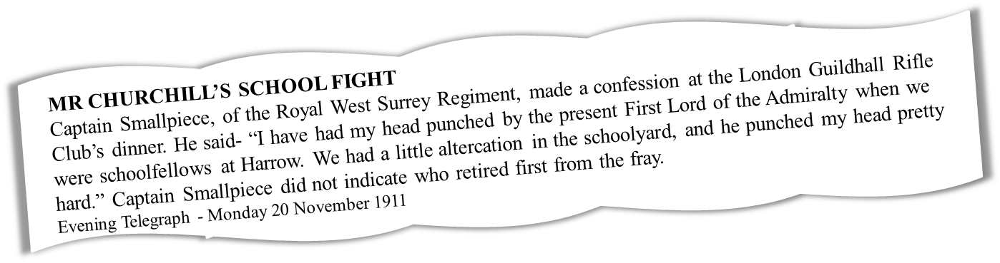 MR CHURCHILL’S SCHOOL FIGHT
Captain Smallpiece, of the Royal West Surrey Regiment, made a confession at the London Guildhall Rifle
Club’s dinner. He said- “I have had my head punched by the present First Lord of the Admiralty when we
were schoolfellows at Harrow. We had a little altercation in the schoolyard, and he punched my head pretty
hard.” Captain Smallpiece did not indicate who retired first from the fray.
Evening Telegraph - Monday 20 November 1911